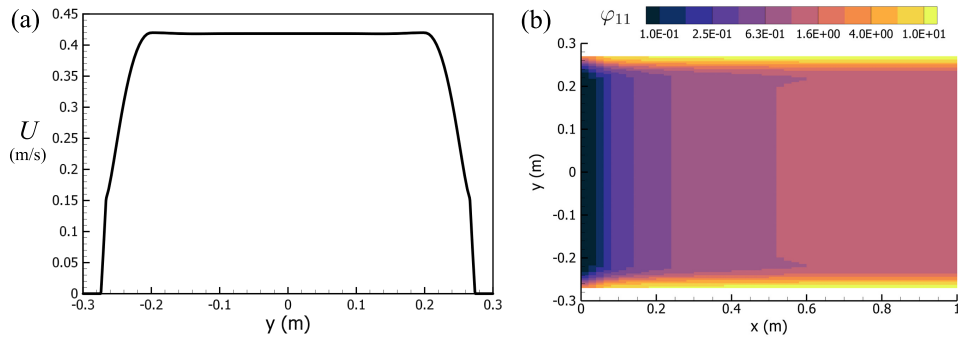 (a)
U
(m/s)
0.45
0.4
0.35
0.3
0.25
0.45
0.15
0.1
0.05
0
-0.3 -0.2 -0.1 0 0.1 0.2 0.3
y (m)
(b)
φ11
1.0E-01 2.5E-01 6.3E-01 1.6E+00 4.0E+00 1.0E+01
y (m)
0.3
0.2
0.1
0
-0.1
-0.2
-0.3
0 0.2 0.4 0.6 0.8 1
x (m)